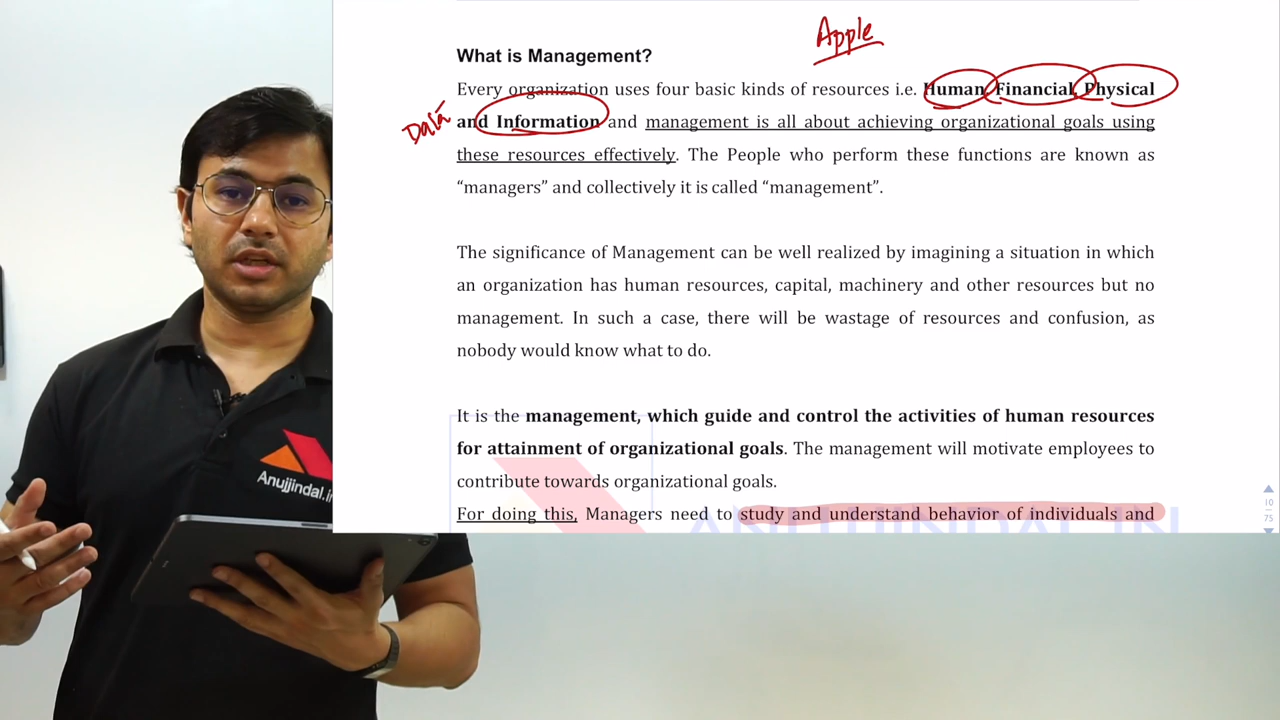 Apple
What is Management?
Every organization uses four basic kinds of resources i.e. Human, Financial, Physical
Data
and Information and management is all about achieving organizational goals using
these resources effectively. The People who perform these functions are known as
“managers” and collectively it is called “management”.
The significance of Management can be well realized by imagining a situation in which
an organization has human resources, capital, machinery and other resources but no
management. In such a case, there will be wastage of resources and confusion, as
nobody would know what to do.
It is the management, which guide and control the activities of human resources
for attainment of organizational goals. The management will motivate employees to
contribute towards organizational goals.
For doing this, Managers need to study and understand behavior of individuals and
Anujjindal.in
10
75